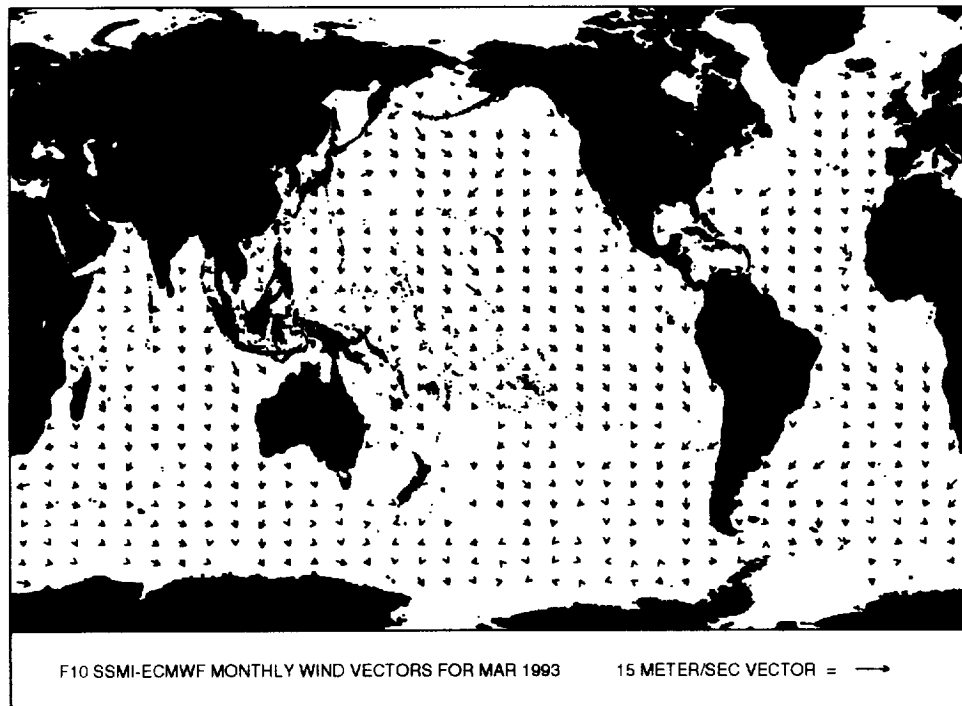 F10 SSMI-ECMWF MONTHLY WIND VECTORS FOR MAR 1993 15 METER/SEC VECTOR =